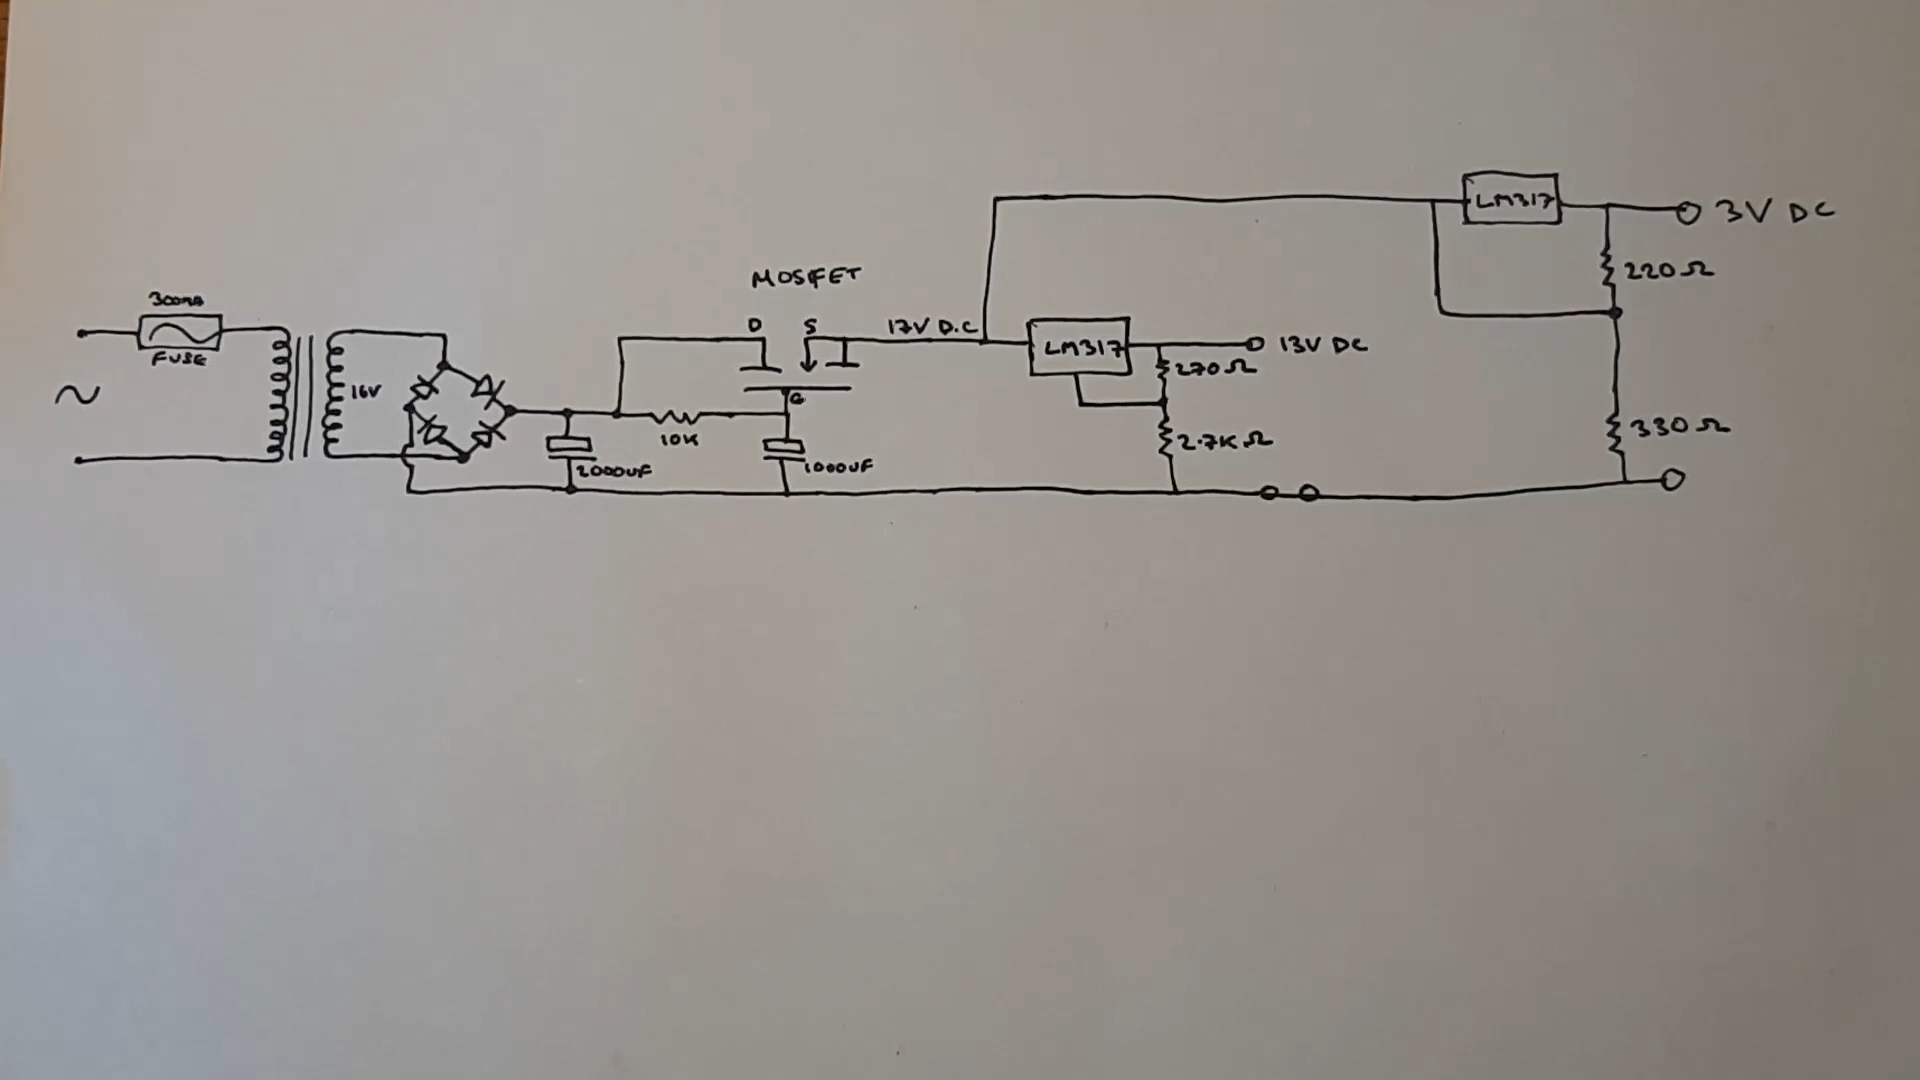 300mA
FUSE
16V
2000UF
10K
MOSFET
D S
G
1000UF
17V D.C
LM317
13V DC
270Ω
2.7KΩ
LM317
3V DC
220Ω
330Ω